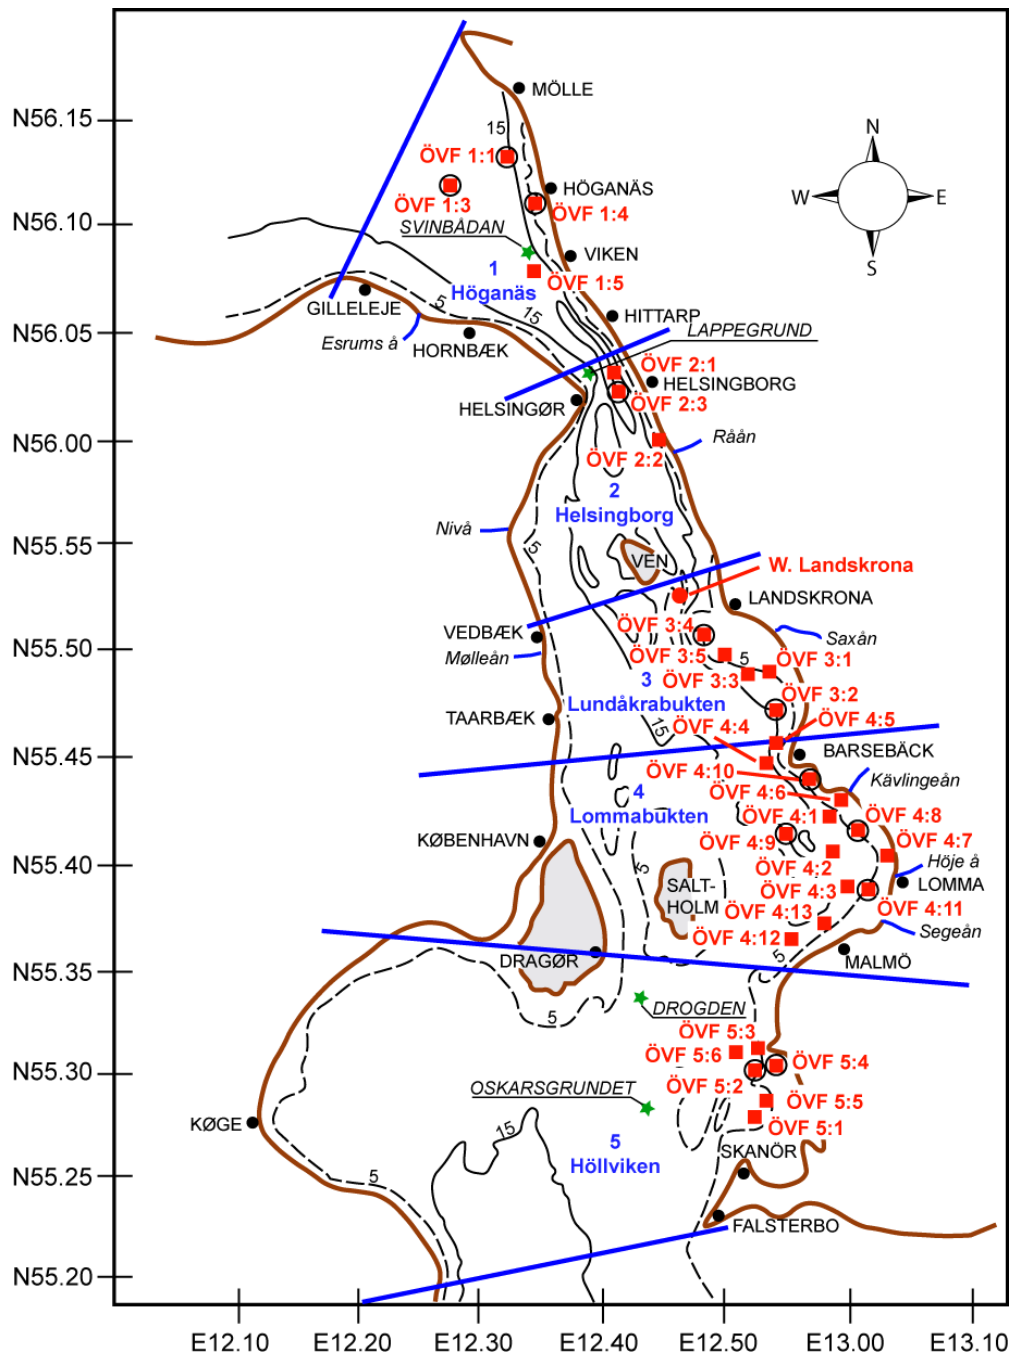 N56.15
MÖLLE
15
N
ÖVF 1:1
HÖGANÄS
W
E
ÖVF 1:3
ÖVF 1:4
N56.10
SVINBÅDAN
VIKEN
S
1
Höganäs
ÖVF 1:5
GILLELEJE
5
15
HITTARP
N56.05
Esrums å
HORNBÆK
LAPPEGRUND
ÖVF 2:1
HELSINGBORG
HELSINGØR
ÖVF 2:3
N56.00
Råån
ÖVF 2:2
2
Helsingborg
Nivå
N55.55
5
VEN
W. Landskrona
LANDSKRONA
VEDBÆK
ÖVF 3:4
Saxån
N55.50
Mølleån
ÖVF 3:5
5
ÖVF 3:1
3
ÖVF 3:3
Lundåkrabukten
ÖVF 3:2
TAARBÆK
15
ÖVF 4:4
ÖVF 4:5
N55.45
BARSEBÄCK
ÖVF 4:10
Kävlingeån
4
ÖVF 4:6
Lommabukten
ÖVF 4:1
ÖVF 4:8
KØBENHAVN
ÖVF 4:9
ÖVF 4:7
N55.40
5
ÖVF 4:2
Höje å
SALT-
HOLM
ÖVF 4:3
LOMMA
ÖVF 4:13
ÖVF 4:11
ÖVF 4:12
Segeån
DRAGØR
5
MALMÖ
N55.35
5
DROGDEN
ÖVF 5:3
ÖVF 5:6
ÖVF 5:4
N55.30
OSKARSGRUNDET
ÖVF 5:2
ÖVF 5:5
KØGE
15
ÖVF 5:1
5
Höllviken
SKANÖR
N55.25
5
FALSTERBO
N55.20
E12.10
E12.20
E12.30
E12.40
E12.50
E13.00
E13.10